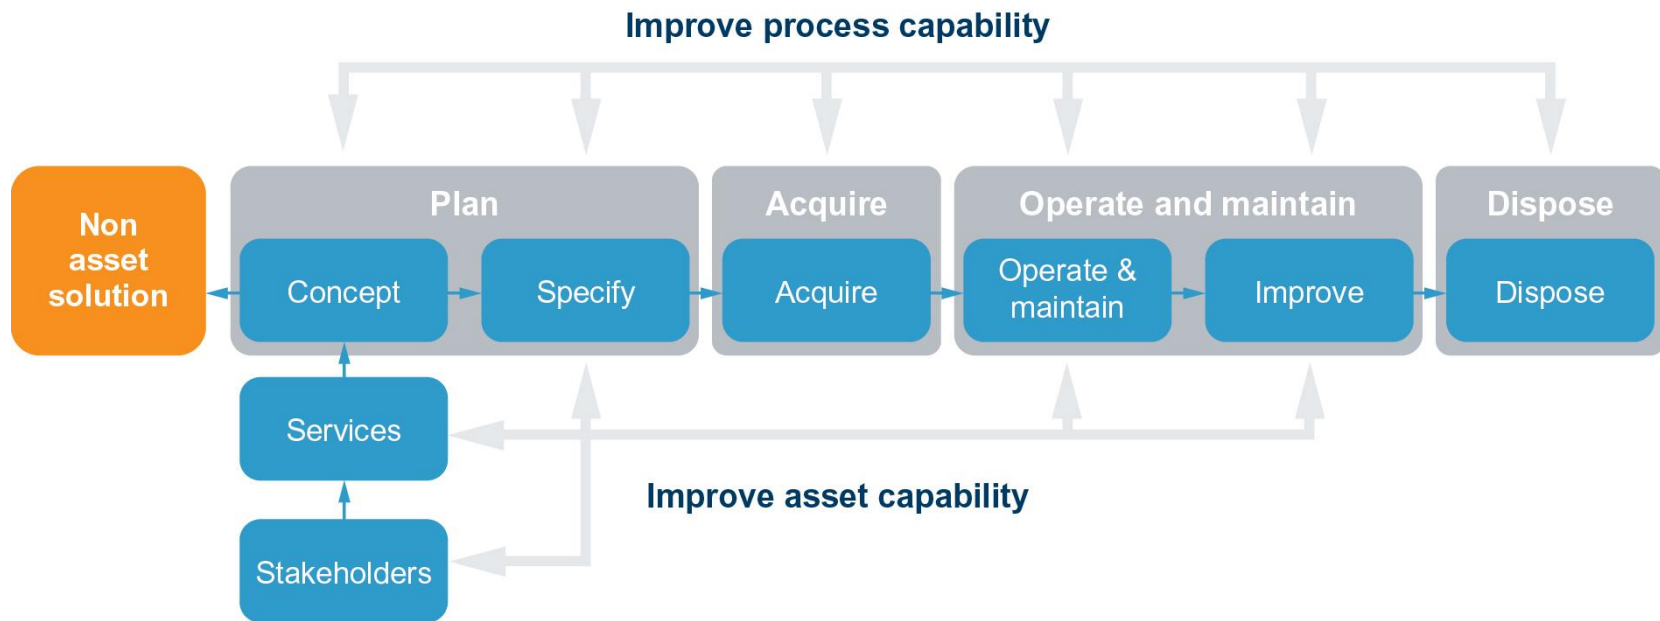 Improve process capability
Non
asset
solution
Plan
Concept
Specify
Acquire
Acquire
Operate and maintain
Operate &
maintain
Improve
Dispose
Dispose
Services
Stakeholders
Improve asset capability